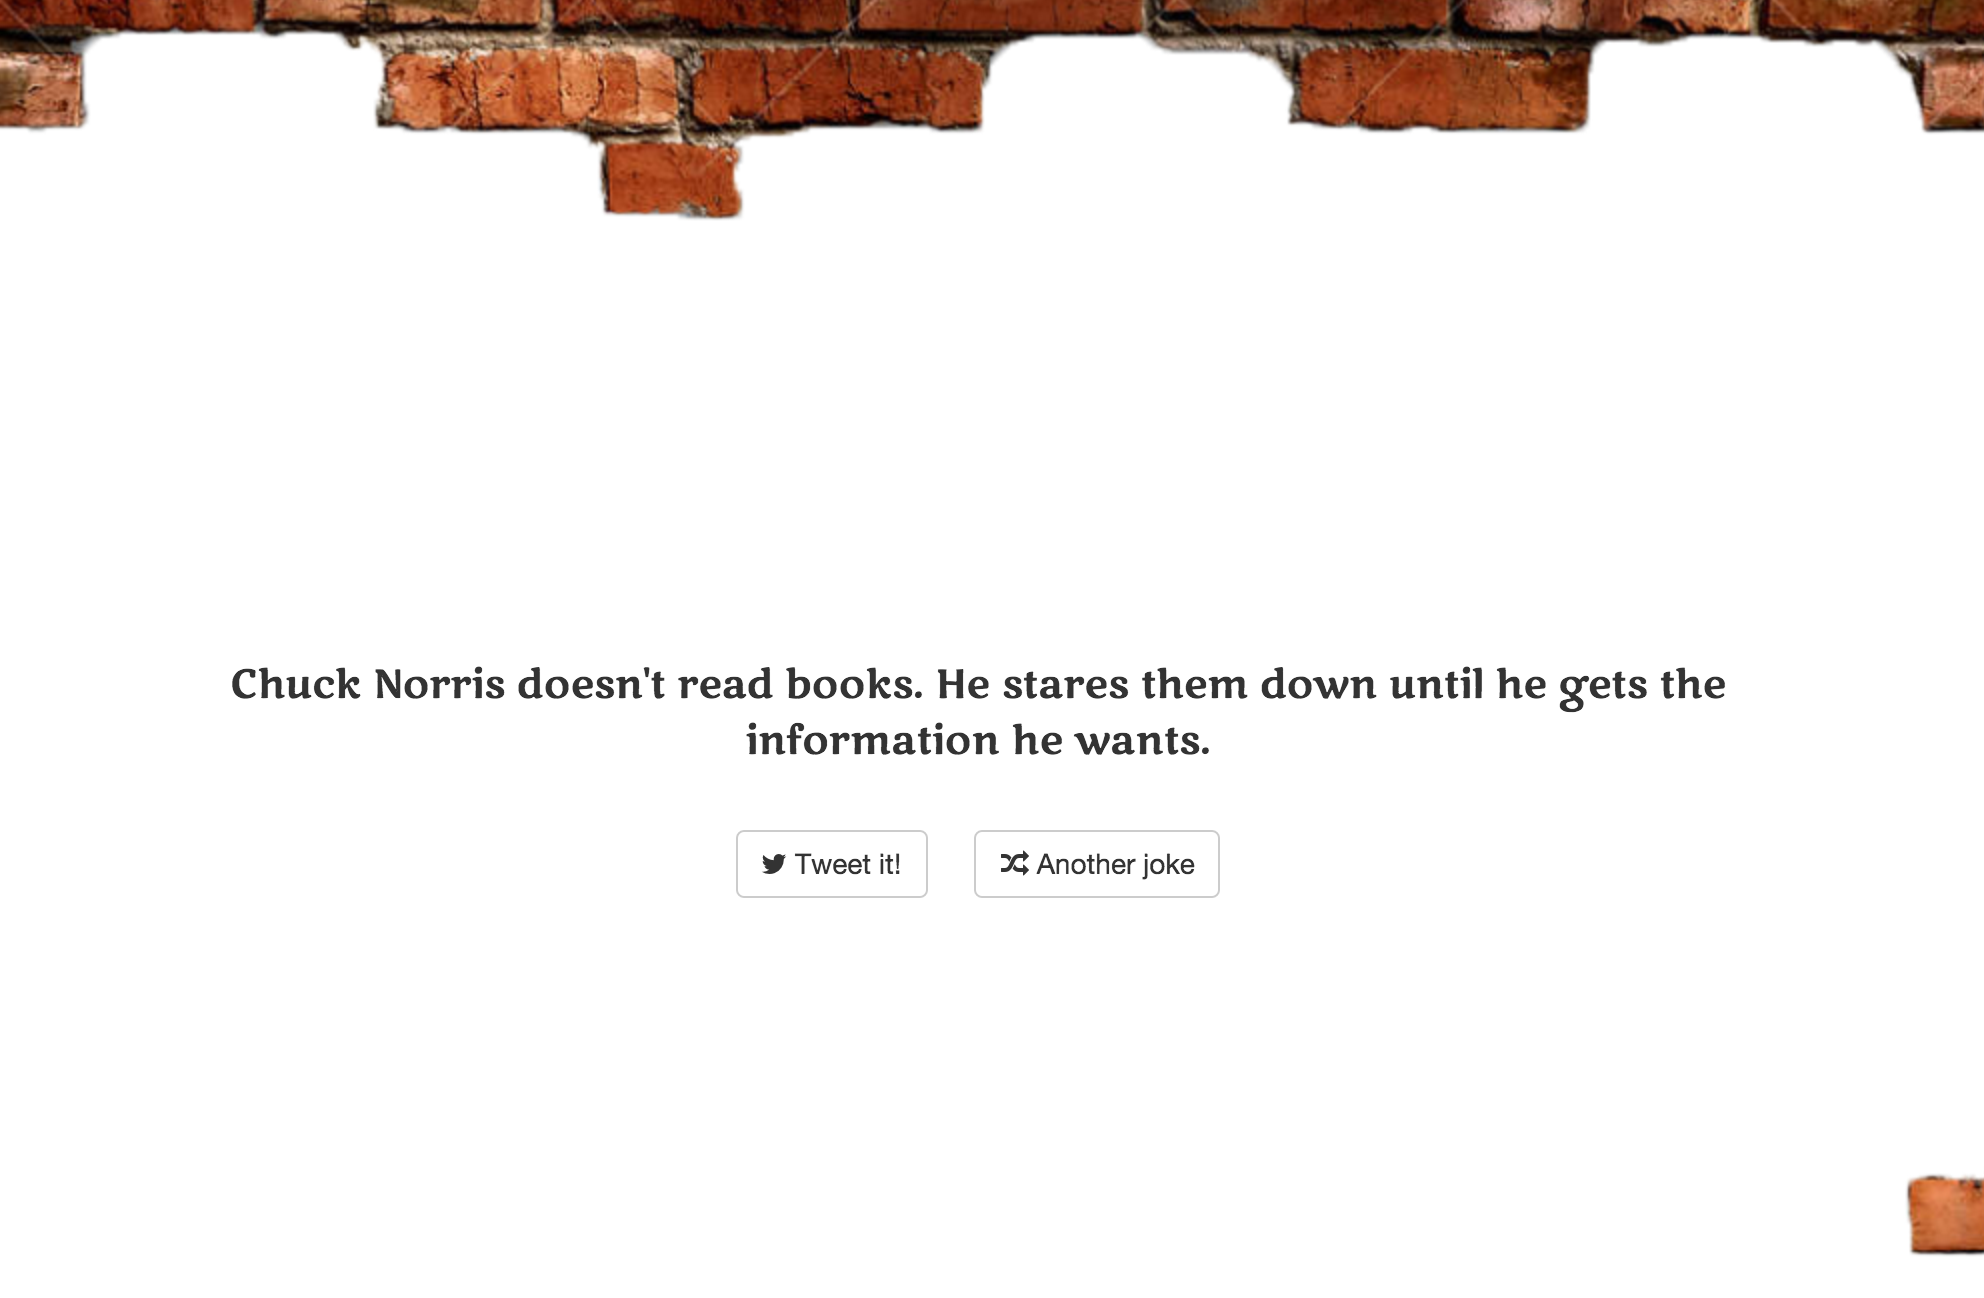 Chuck Norris doesn't read books. He stares them down until he gets the
information he wants.
Tweet it!
Another joke